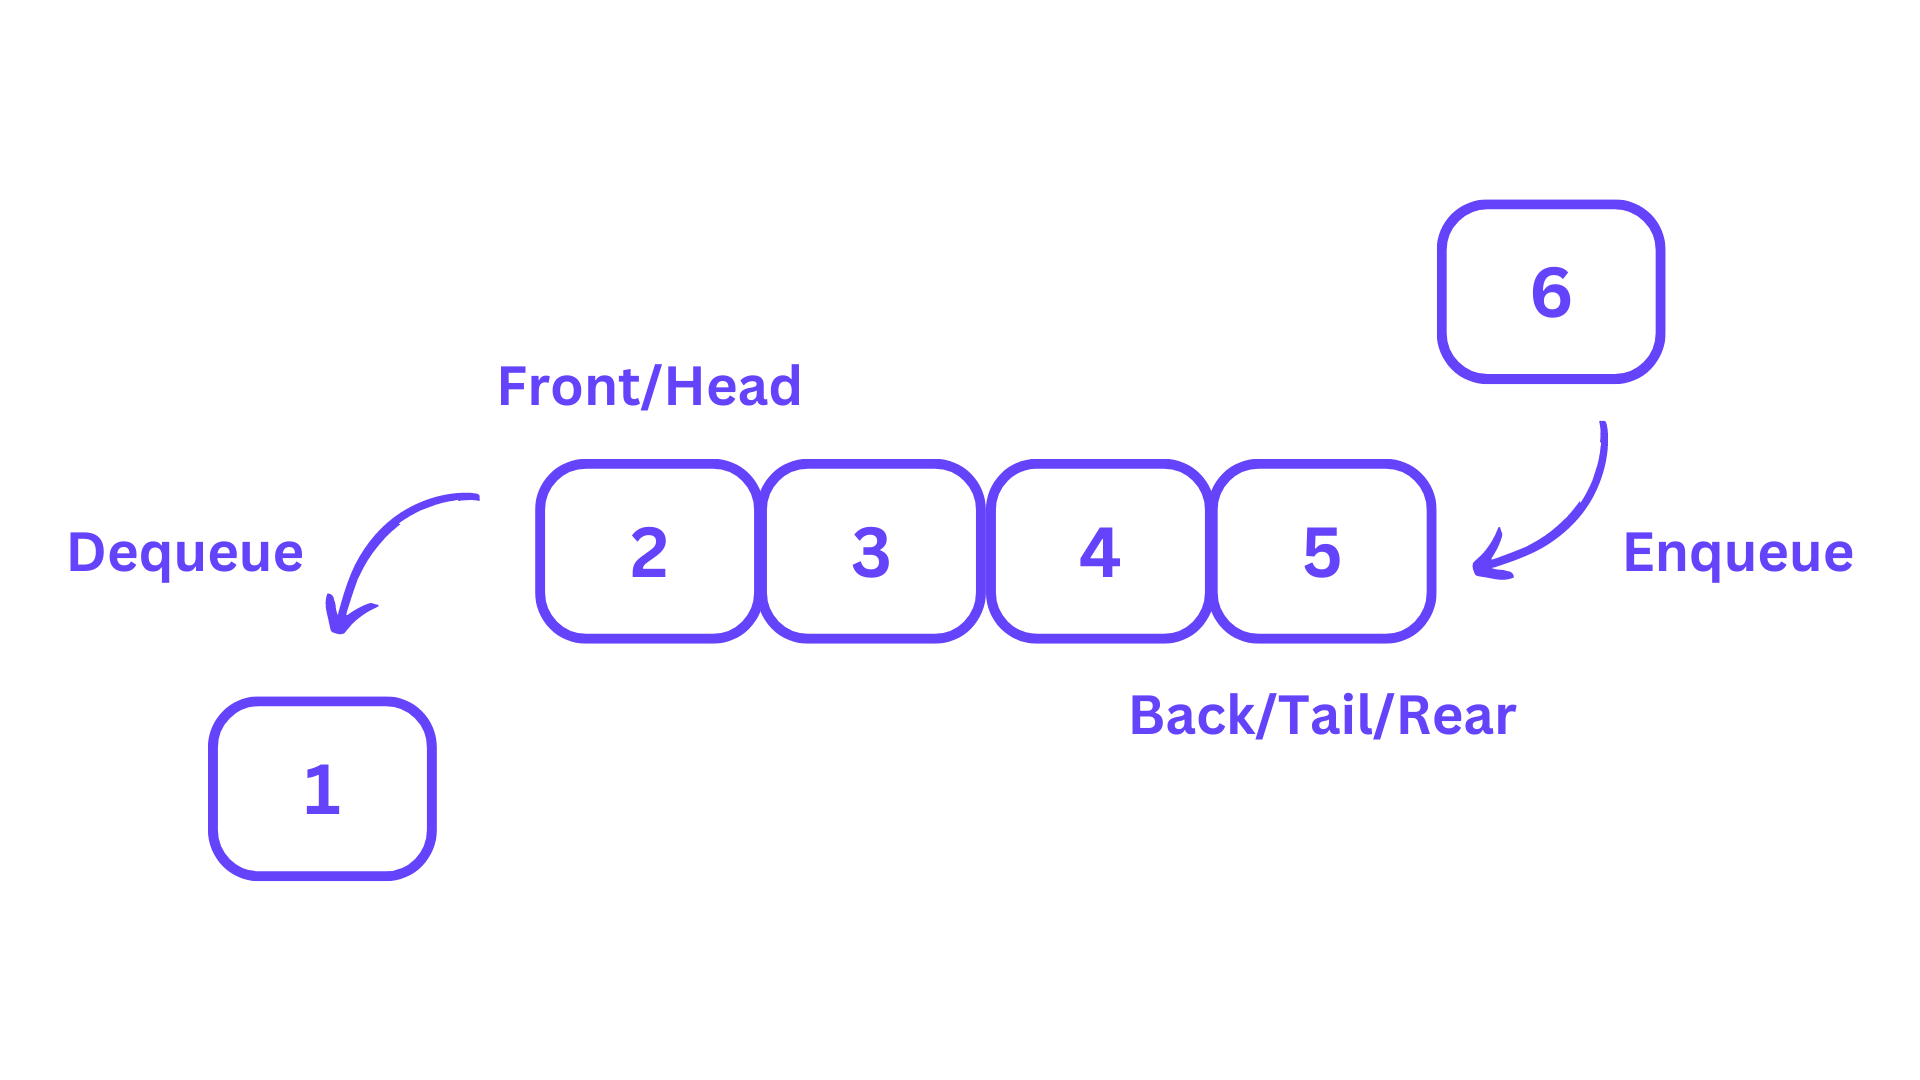 6
Front/Head
Dequeue
2 3 4 5
Enqueue
Back/Tail/Rear
1